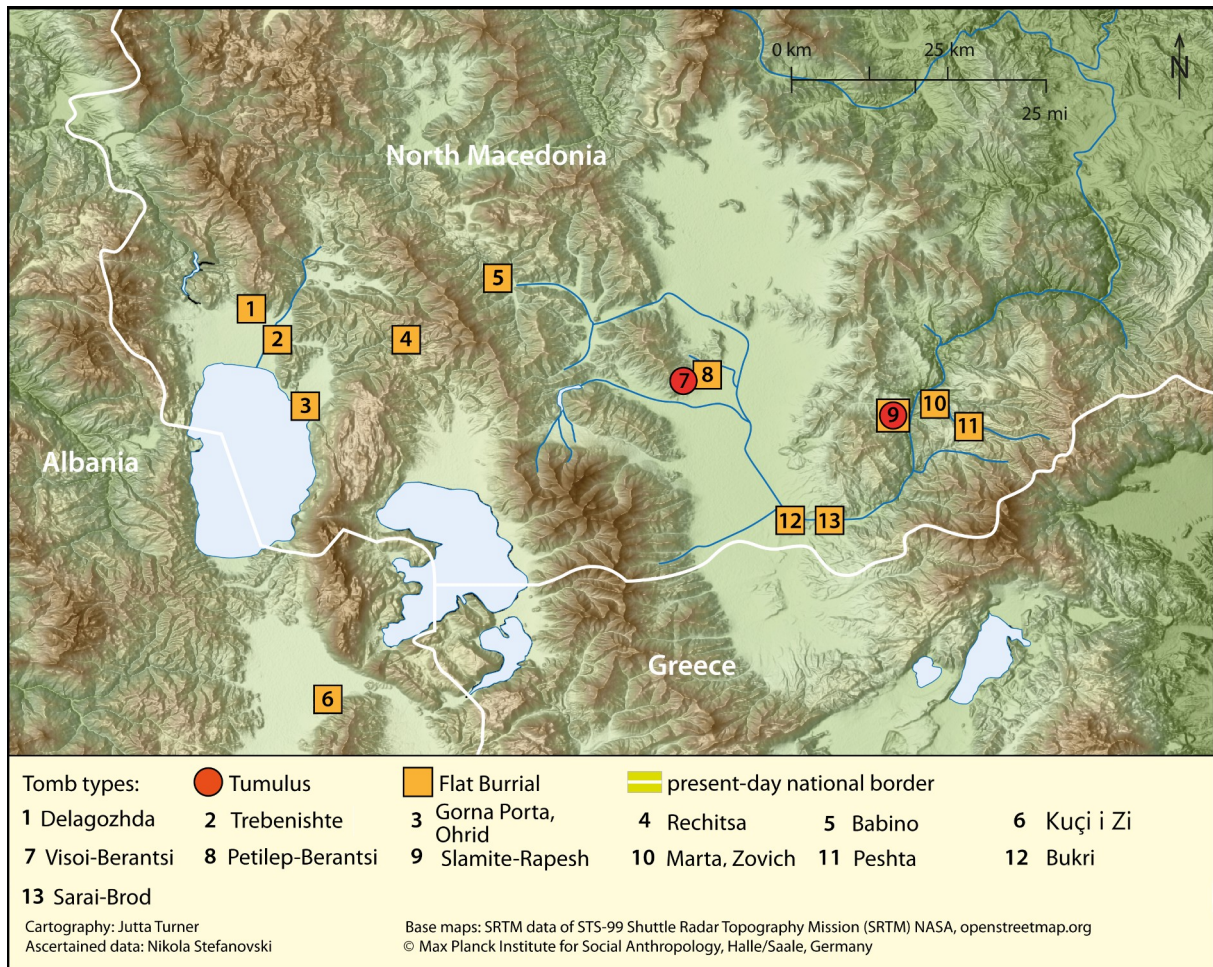 0 km 25 km
N
25 mi
North Macedonia
5
1
2
4
7 8
3
10
9
11
Albania
12 13
Greece
6
Tomb types: Tumulus Flat Burial present-day national border
1 Delagozhda 2 Trebenishte 3 Gorna Porta, Ohrid 4 Rechitsa 5 Babino 6 Kuçi i Zi
7 Visoi-Berantsi 8 Petilep-Berantsi 9 Slamite-Rapesh 10 Marta, Zovich 11 Peshta 12 Bukri
13 Sarai-Brod
Cartography: Jutta Turner
Ascertained data: Nikola Stefanovski
Base maps: SRTM data of STS-99 Shuttle Radar Topography Mission (SRTM) NASA, openstreetmap.org
© Max Planck Institute for Social Anthropology, Halle/Saale, Germany